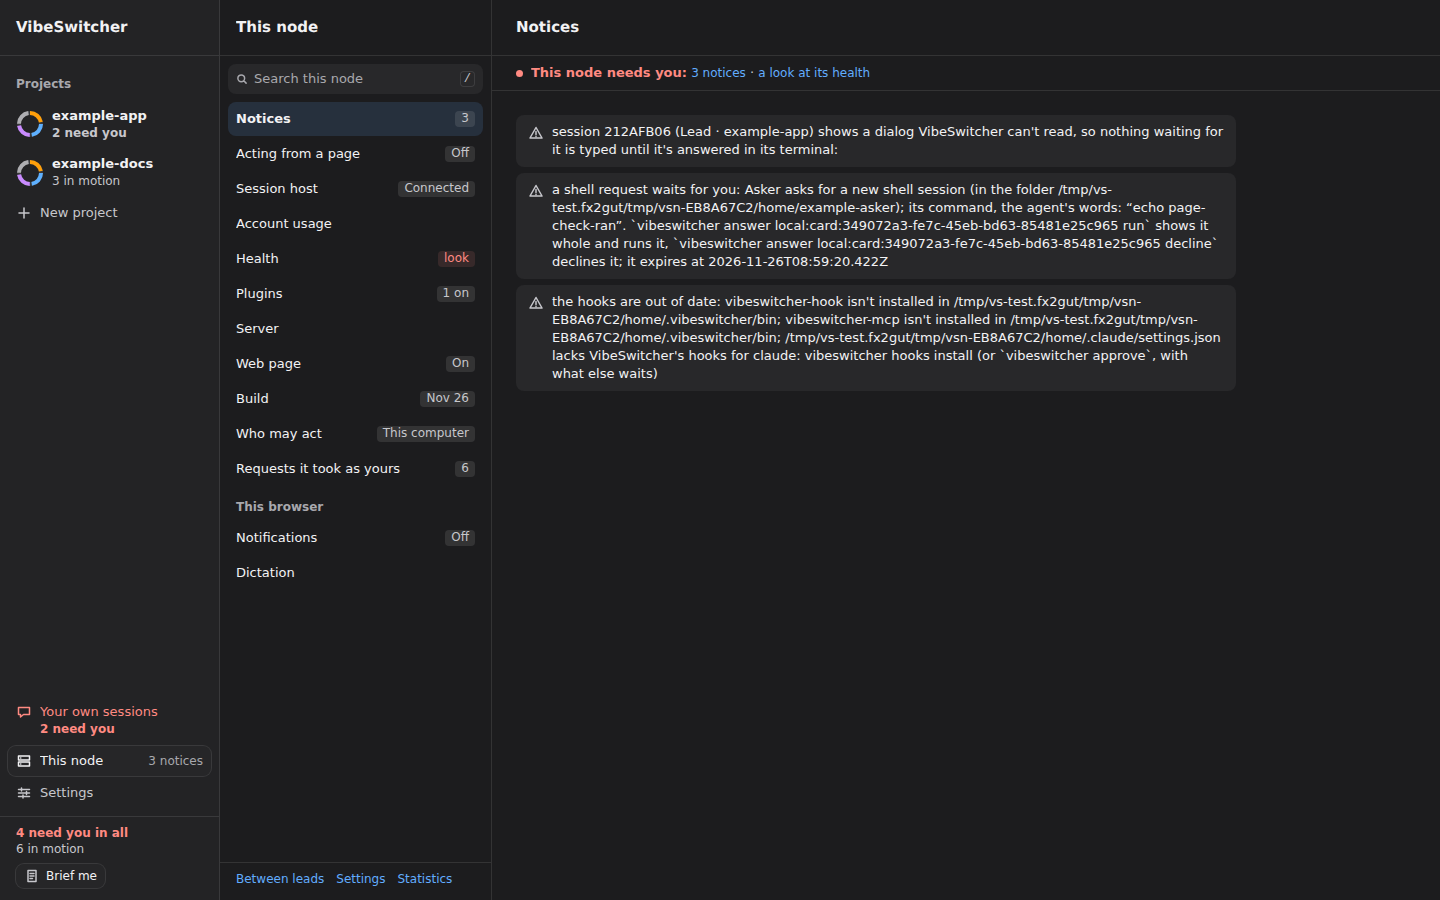 VibeSwitcher
Projects
example-app
2 need you
example-docs
3 in motion
New project
Your own sessions
2 need you
This node 3 notices
Settings
4 need you in all
6 in motion
Brief me
This node
Search this node /
Notices 3
Acting from a page Off
Session host Connected
Account usage
Health look
Plugins 1 on
Server
Web page On
Build Nov 26
Who may act This computer
Requests it took as yours 6
This browser
Notifications Off
Dictation
Between leads Settings Statistics
Notices
This node needs you: 3 notices · a look at its health
session 212AFB06 (Lead · example-app) shows a dialog VibeSwitcher can't read, so nothing waiting for
it is typed until it's answered in its terminal:
a shell request waits for you: Asker asks for a new shell session (in the folder /tmp/vs-
test.fx2gut/tmp/vsn-EB8A67C2/home/example-asker); its command, the agent's words: “echo page-
check-ran”. `vibeswitcher answer local:card:349072a3-fe7c-45eb-bd63-85481e25c965 run` shows it
whole and runs it, `vibeswitcher answer local:card:349072a3-fe7c-45eb-bd63-85481e25c965 decline`
declines it; it expires at 2026-11-26T08:59:20.422Z
the hooks are out of date: vibeswitcher-hook isn't installed in /tmp/vs-test.fx2gut/tmp/vsn-
EB8A67C2/home/.vibeswitcher/bin; vibeswitcher-mcp isn't installed in /tmp/vs-test.fx2gut/tmp/vsn-
EB8A67C2/home/.vibeswitcher/bin; /tmp/vs-test.fx2gut/tmp/vsn-EB8A67C2/home/.claude/settings.json
lacks VibeSwitcher's hooks for claude: vibeswitcher hooks install (or `vibeswitcher approve`, with
what else waits)